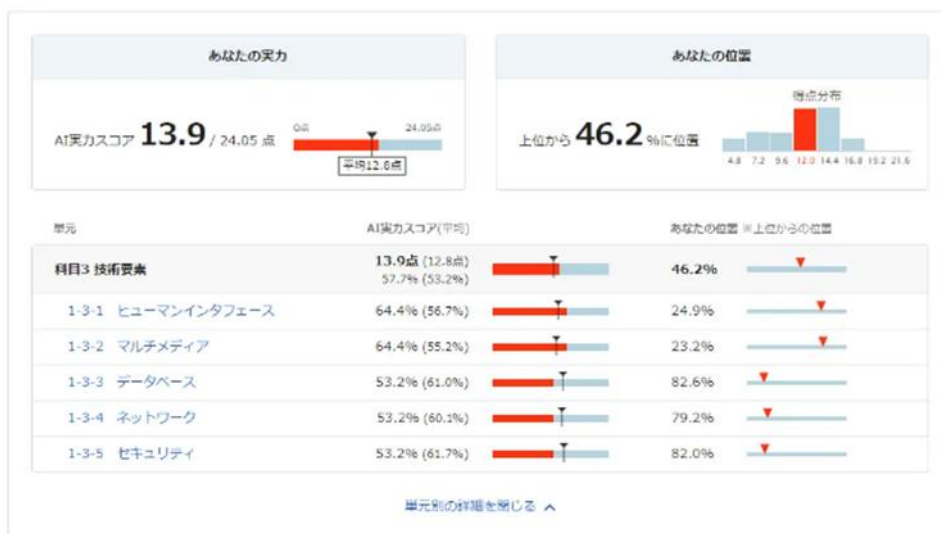 あなたの実力
AI実力スコア 13.9 / 24.05 点
0点 24.05点
平均12.8点
あなたの位置
上位から 46.2 %に位置
得点分布
4.8 7.2 9.6 12.0 14.4 16.8 19.2 21.6
単元 AI実力スコア(平均) あなたの位置 ※上位からの位置
科目3 技術要素 13.9点 (12.8点) 46.2%
57.7% (53.2%)
1-3-1 ヒューマンインタフェース 64.4% (56.7%) 24.9%
1-3-2 マルチメディア 64.4% (55.2%) 23.2%
1-3-3 データベース 53.2% (61.0%) 82.6%
1-3-4 ネットワーク 53.2% (60.1%) 79.2%
1-3-5 セキュリティ 53.2% (61.7%) 82.0%
単元別の詳細を閉じる